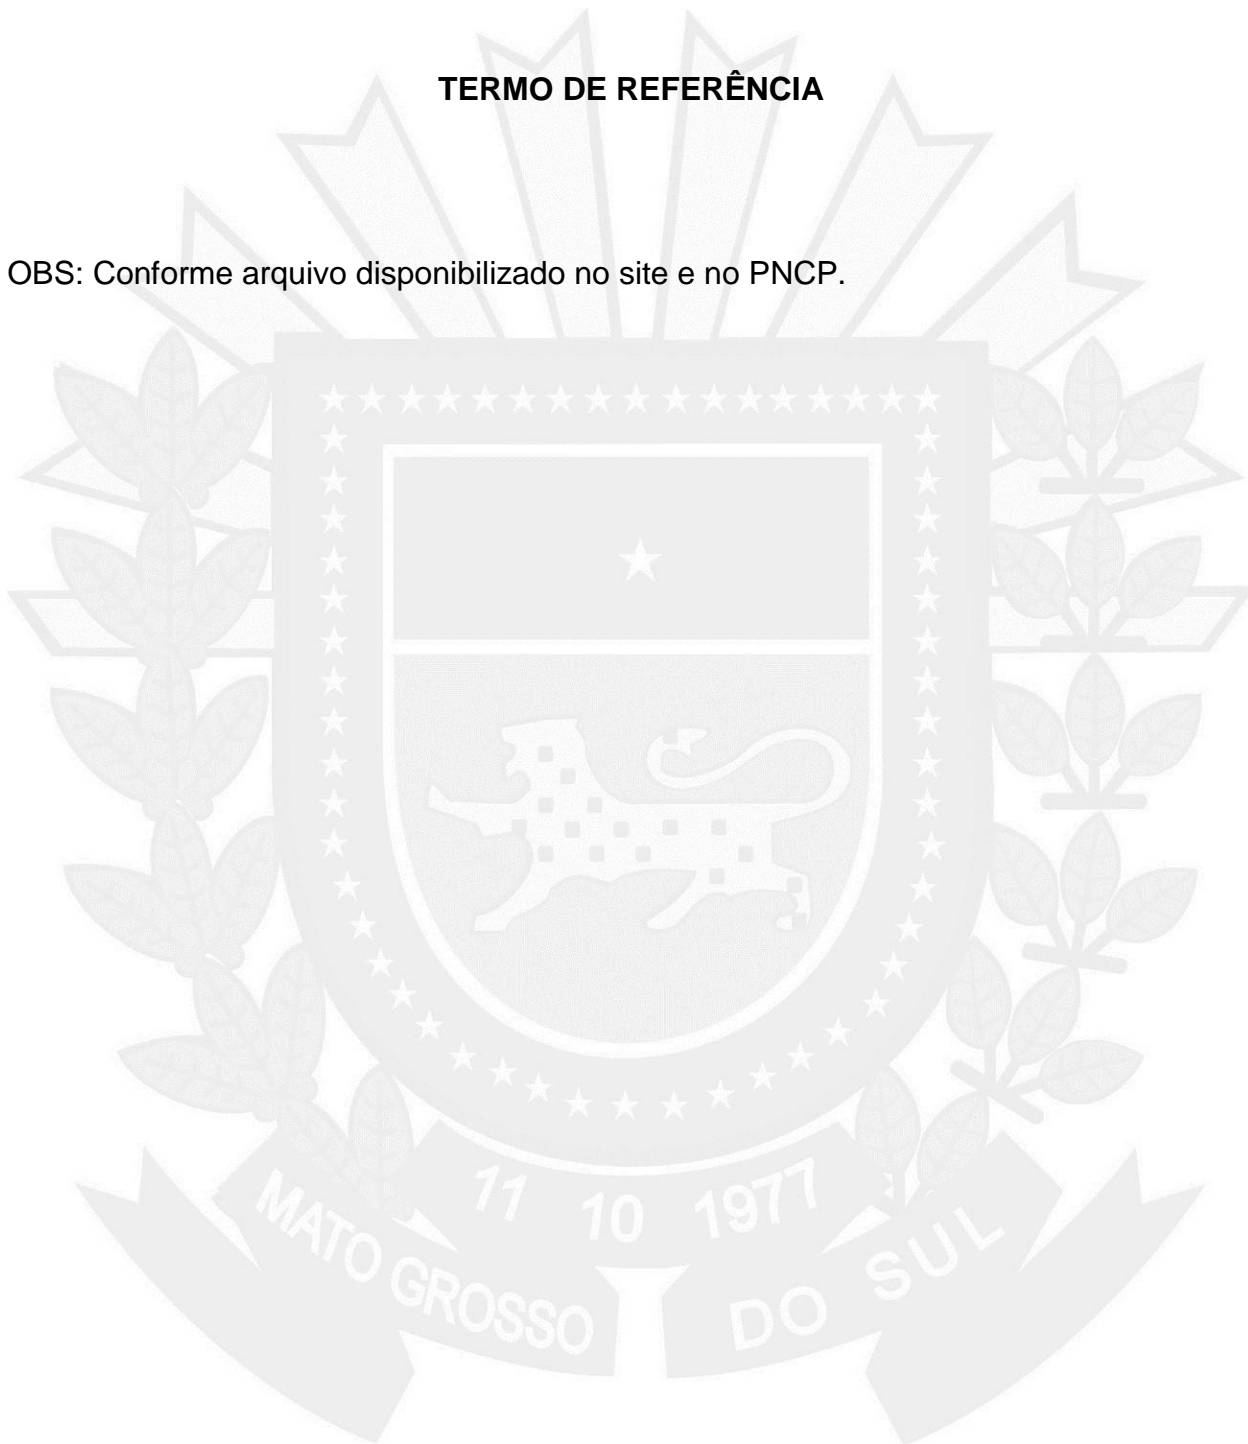 TERMO DE REFERÊNCIA
OBS: Conforme arquivo disponibilizado no site e no PNCP.
11 10 1977
MATO GROSSO DO SUL